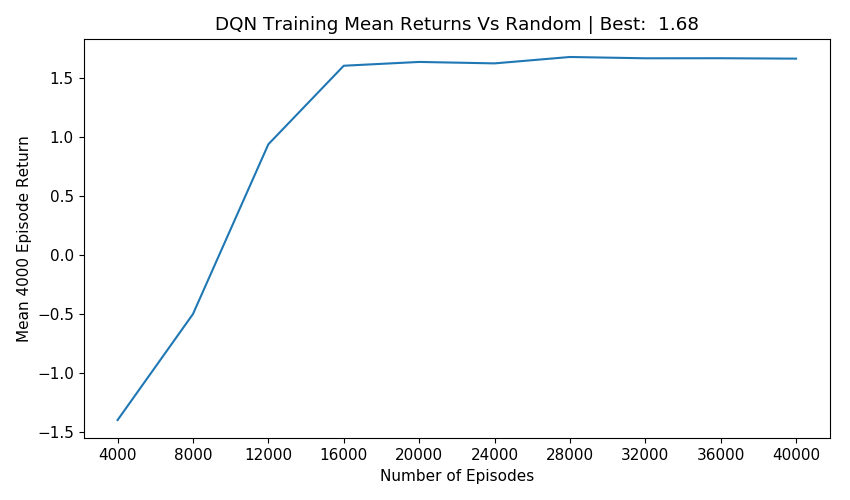 DQN Training Mean Returns Vs Random | Best:  1.68
Mean 4000 Episode Return
1.5
1.0
0.5
0.0
−0.5
−1.0
−1.5
4000 8000 12000 16000 20000 24000 28000 32000 36000 40000
Number of Episodes